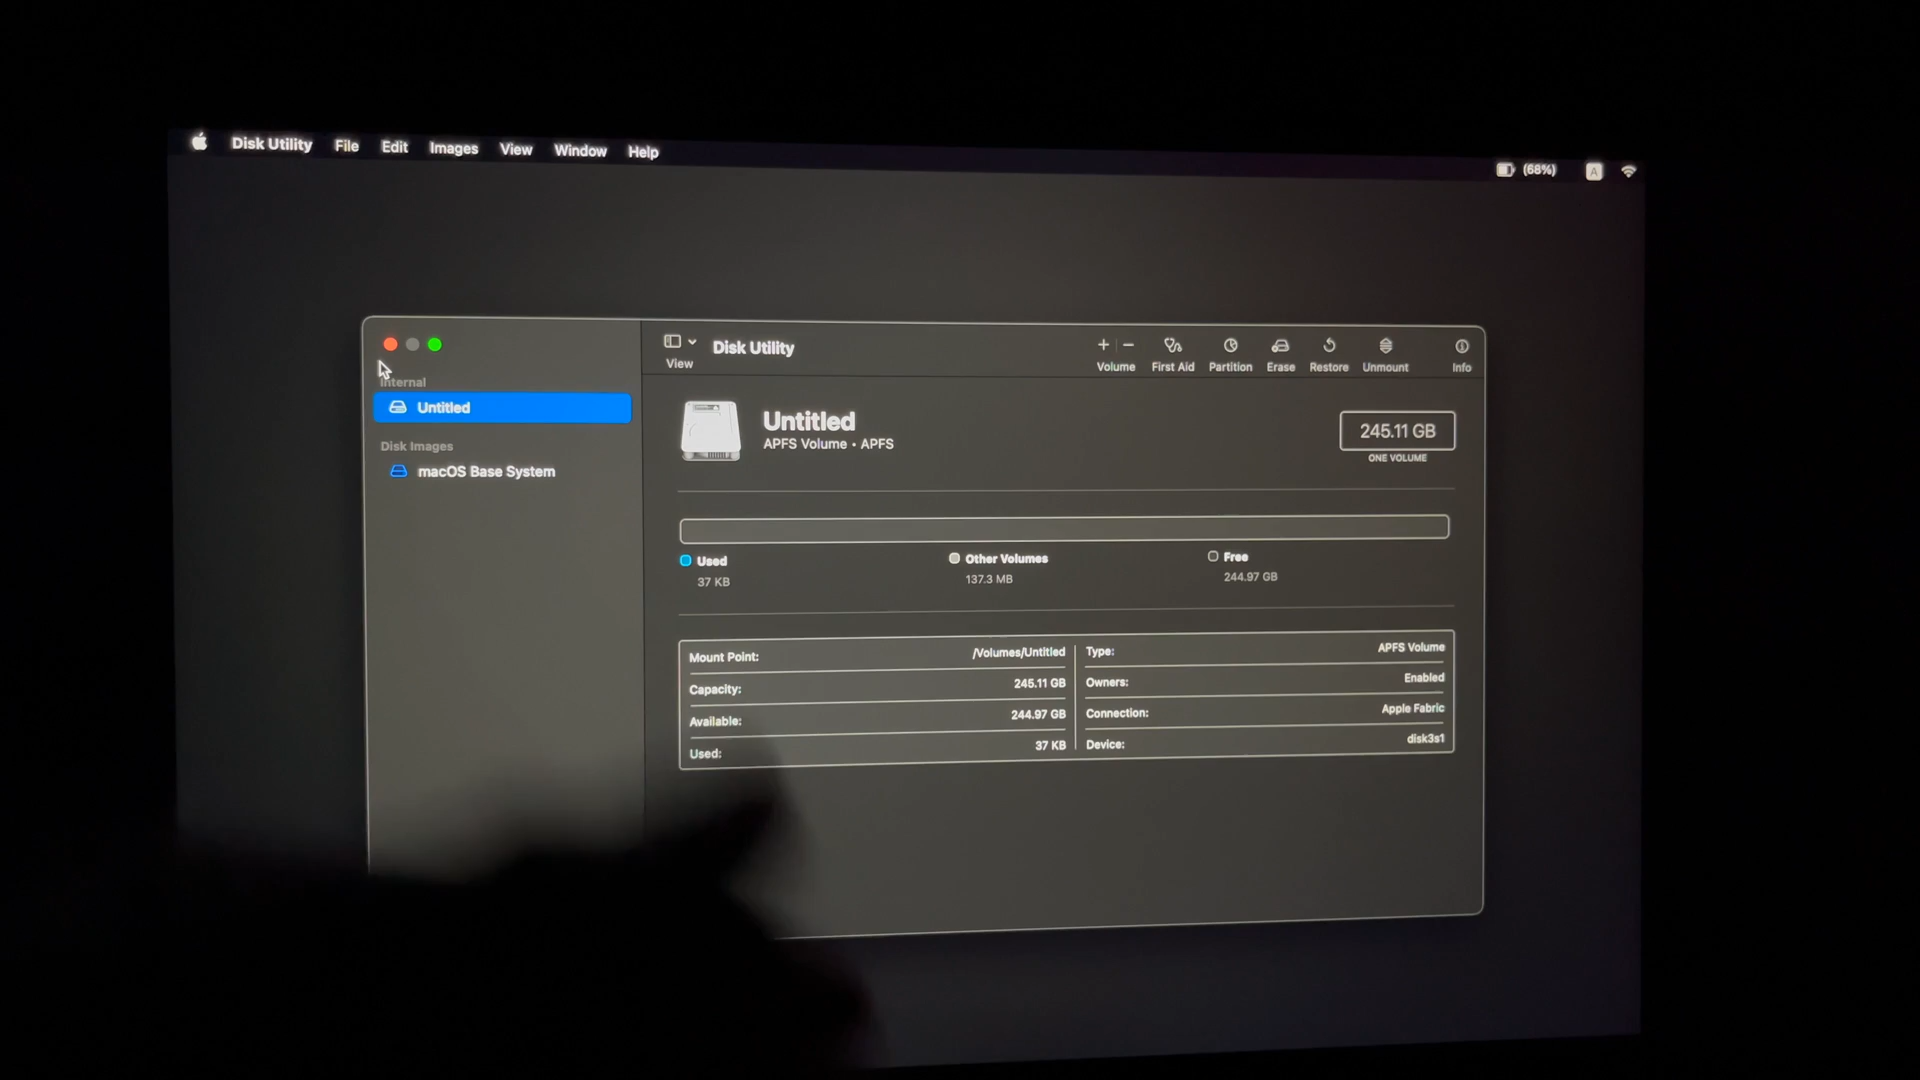 Disk Utility File Edit Images View Window Help
(68%) A
View
Disk Utility
Volume First Aid Partition Erase Restore Unmount Info
Internal
Untitled
Disk Images
macOS Base System
Untitled
APFS Volume • APFS
245.11 GB
ONE VOLUME
Used
37 KB
Other Volumes
137.3 MB
Free
244.97 GB
Mount Point: /Volumes/Untitled
Capacity: 245.11 GB
Available: 244.97 GB
Used: 37 KB
Type: APFS Volume
Owners: Enabled
Connection: Apple Fabric
Device: disk3s1